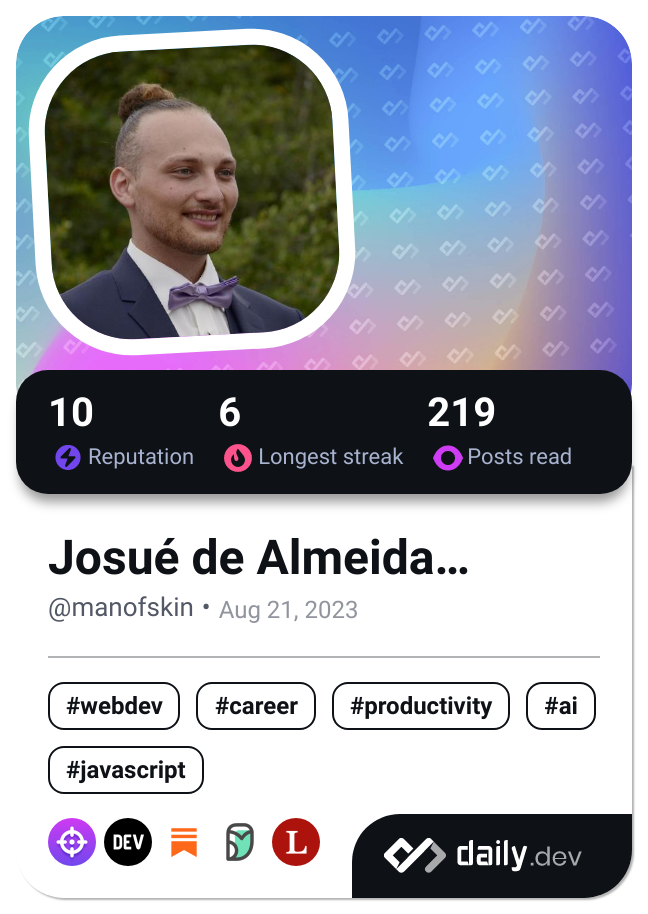 10 6 219
Reputation Longest streak Posts read
Josué de Almeida...
@manofskin • Aug 21, 2023
#webdev #career #productivity #ai
#javascript
DEV L daily.dev